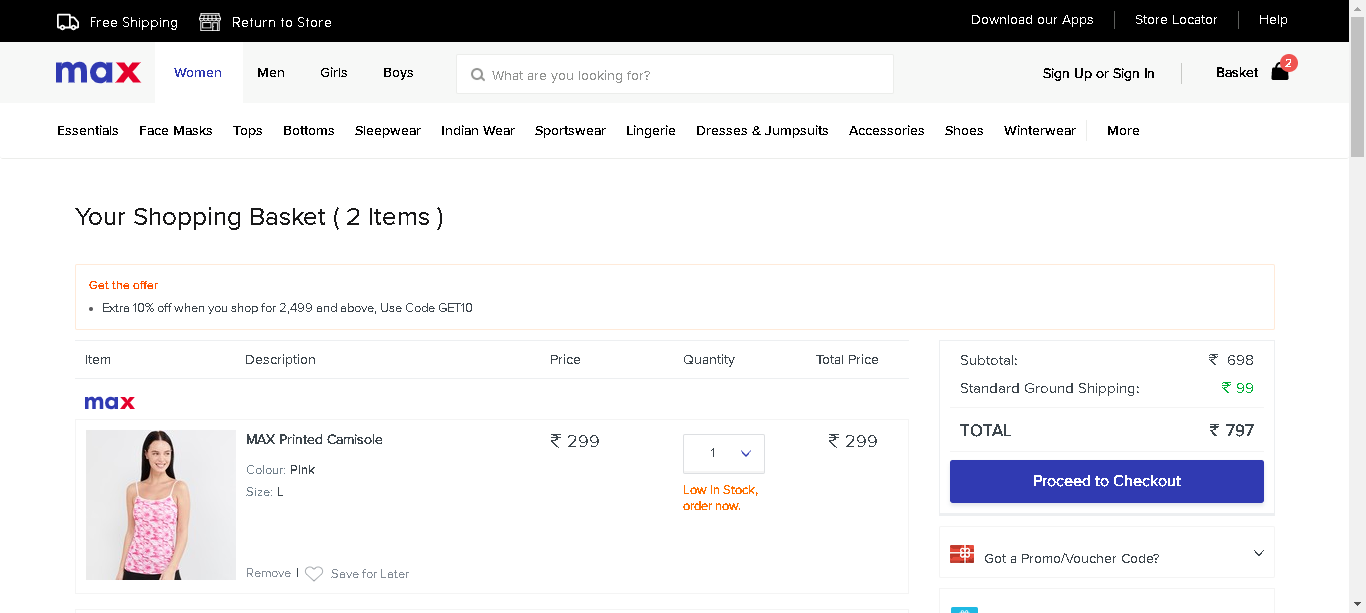 Free Shipping Return to Store Download our Apps Store Locator Help
max Women Men Girls Boys What are you looking for? Sign Up or Sign In Basket 2
Essentials Face Masks Tops Bottoms Sleepwear Indian Wear Sportswear Lingerie Dresses & Jumpsuits Accessories Shoes Winterwear More
Your Shopping Basket ( 2 Items )
Get the offer
• Extra 10% off when you shop for 2,499 and above, Use Code GET10
Item Description Price Quantity Total Price
max
MAX Printed Camisole ₹ 299 1 ₹ 299
Colour: Pink
Size: L
Low In Stock,
order now.
Remove | Save for Later
Subtotal: ₹ 698
Standard Ground Shipping: ₹ 99
TOTAL ₹ 797
Proceed to Checkout
Got a Promo/Voucher Code?